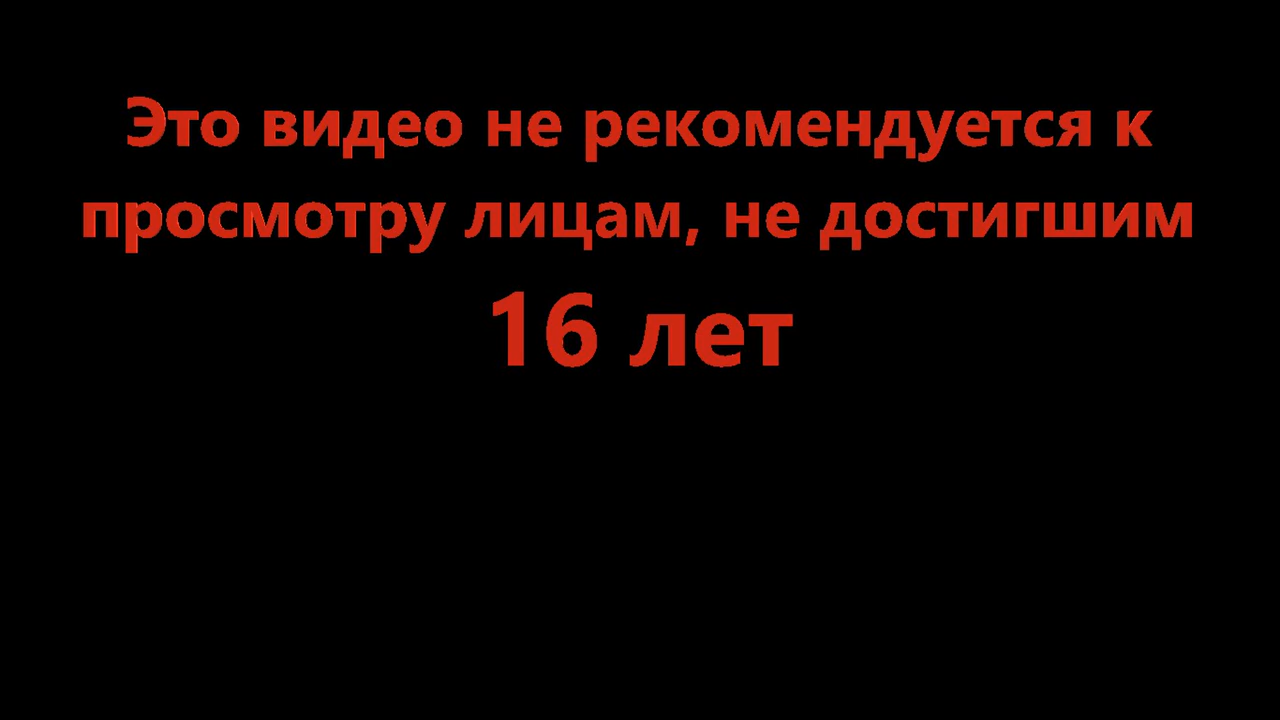 Это видео не рекомендуется к
просмотру лицам, не достигшим
16 лет